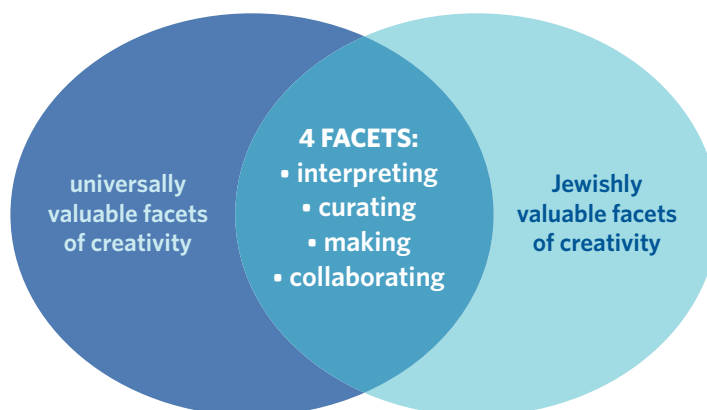 universally
valuable facets
of creativity
4 FACETS:
▪ interpreting
▪ curating
▪ making
▪ collaborating
Jewishly
valuable facets
of creativity